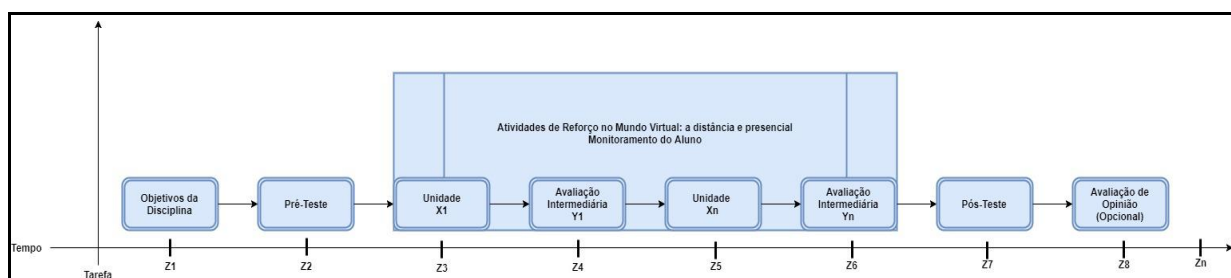 Atividades de Reforço no Mundo Virtual: a distância e presencial
Monitoramento do Aluno
Objetivos da
Disciplina
Pré-Teste
Unidade
X1
Avaliação
Intermediária
Y1
Unidade
Xn
Avaliação
Intermediária
Yn
Pós-Teste
Avaliação de
Opinião
(Opcional)
Tempo
Z1
Z2
Z3
Z4
Z5
Z6
Z7
Z8
Zn
Tarefa